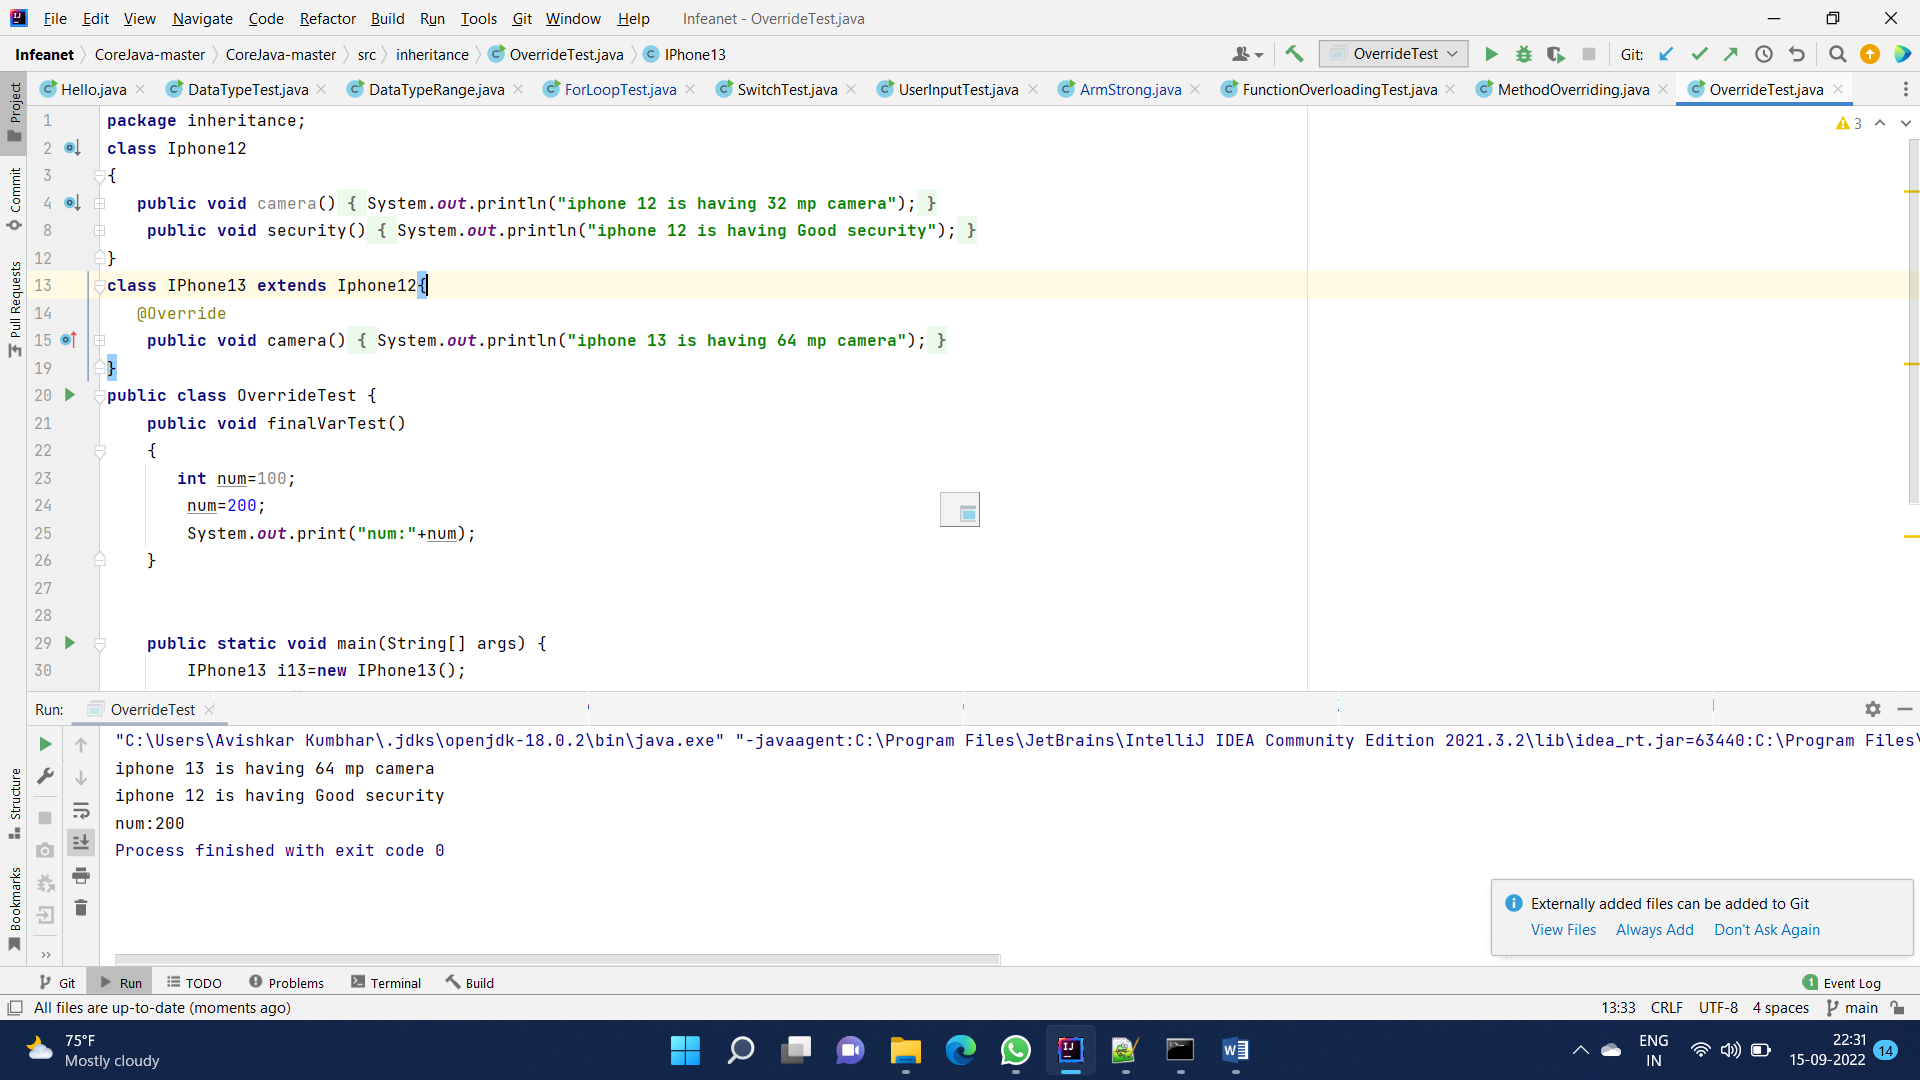 File Edit View Navigate Code Refactor Build Run Tools Git Window Help Infeanet - OverrideTest.java
Infeanet CoreJava-master CoreJava-master src inheritance OverrideTest.java IPhone13 OverrideTest Git:
Hello.java DataTypeTest.java DataTypeRange.java ForLoopTest.java SwitchTest.java UserInputTest.java ArmStrong.java FunctionOverloadingTest.java MethodOverriding.java OverrideTest.java
Project
Commit
Pull Requests
Structure
Bookmarks
3
1 package inheritance;
2 class Iphone12
3 {
4 public void camera() { System.out.println("iphone 12 is having 32 mp camera"); }
8 public void security() { System.out.println("iphone 12 is having Good security"); }
12 }
13 class IPhone13 extends Iphone12{
14 @Override
15 public void camera() { System.out.println("iphone 13 is having 64 mp camera"); }
19 }
20 public class OverrideTest {
21 public void finalVarTest()
22 {
23 int num=100;
24 num=200;
25 System.out.print("num:"+num);
26 }
27
28
29 public static void main(String[] args) {
30 IPhone13 i13=new IPhone13();
Run: OverrideTest
"C:\Users\Avishkar Kumbhar\.jdks\openjdk-18.0.2\bin\java.exe" "-javaagent:C:\Program Files\JetBrains\IntelliJ IDEA Community Edition 2021.3.2\lib\idea_rt.jar=63440:C:\Program Files\
iphone 13 is having 64 mp camera
iphone 12 is having Good security
num:200
Process finished with exit code 0
Externally added files can be added to Git
View Files Always Add Don't Ask Again
Git Run TODO Problems Terminal Build 1 Event Log
All files are up-to-date (moments ago) 13:33 CRLF UTF-8 4 spaces main
75°F
Mostly cloudy
ENG
IN
22:31
15-09-2022
14